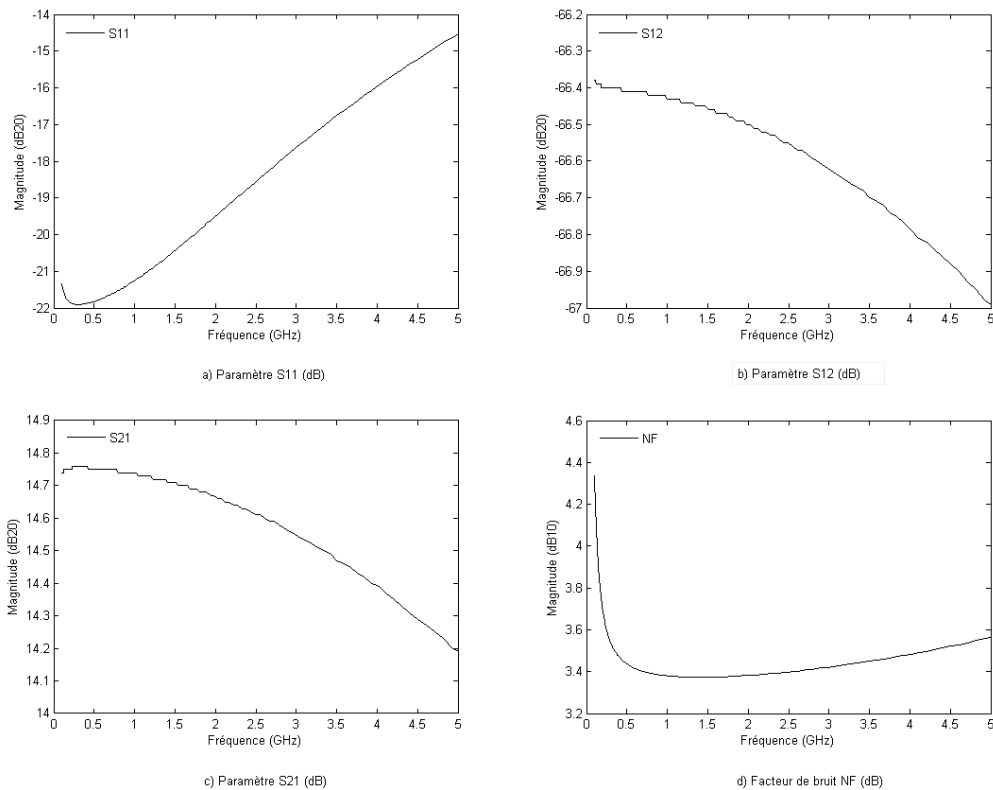 -14
-15
-16
-17
-18
-19
-20
-21
-22
S11
Magnitude (dB20)
0 0.5 1 1.5 2 2.5 3 3.5 4 4.5 5
Fréquence (GHz)
a) Paramètre S11 (dB)
-66.2
-66.3
-66.4
-66.5
-66.6
-66.7
-66.8
-66.9
-67
S12
Magnitude (dB20)
0 0.5 1 1.5 2 2.5 3 3.5 4 4.5 5
Fréquence (GHz)
b) Paramètre S12 (dB)
14.9
14.8
14.7
14.6
14.5
14.4
14.3
14.2
14.1
14
S21
Magnitude (dB20)
0 0.5 1 1.5 2 2.5 3 3.5 4 4.5 5
Fréquence (GHz)
c) Paramètre S21 (dB)
4.6
4.4
4.2
4
3.8
3.6
3.4
3.2
NF
Magnitude (dB10)
0 0.5 1 1.5 2 2.5 3 3.5 4 4.5 5
Fréquence (GHz)
d) Facteur de bruit NF (dB)